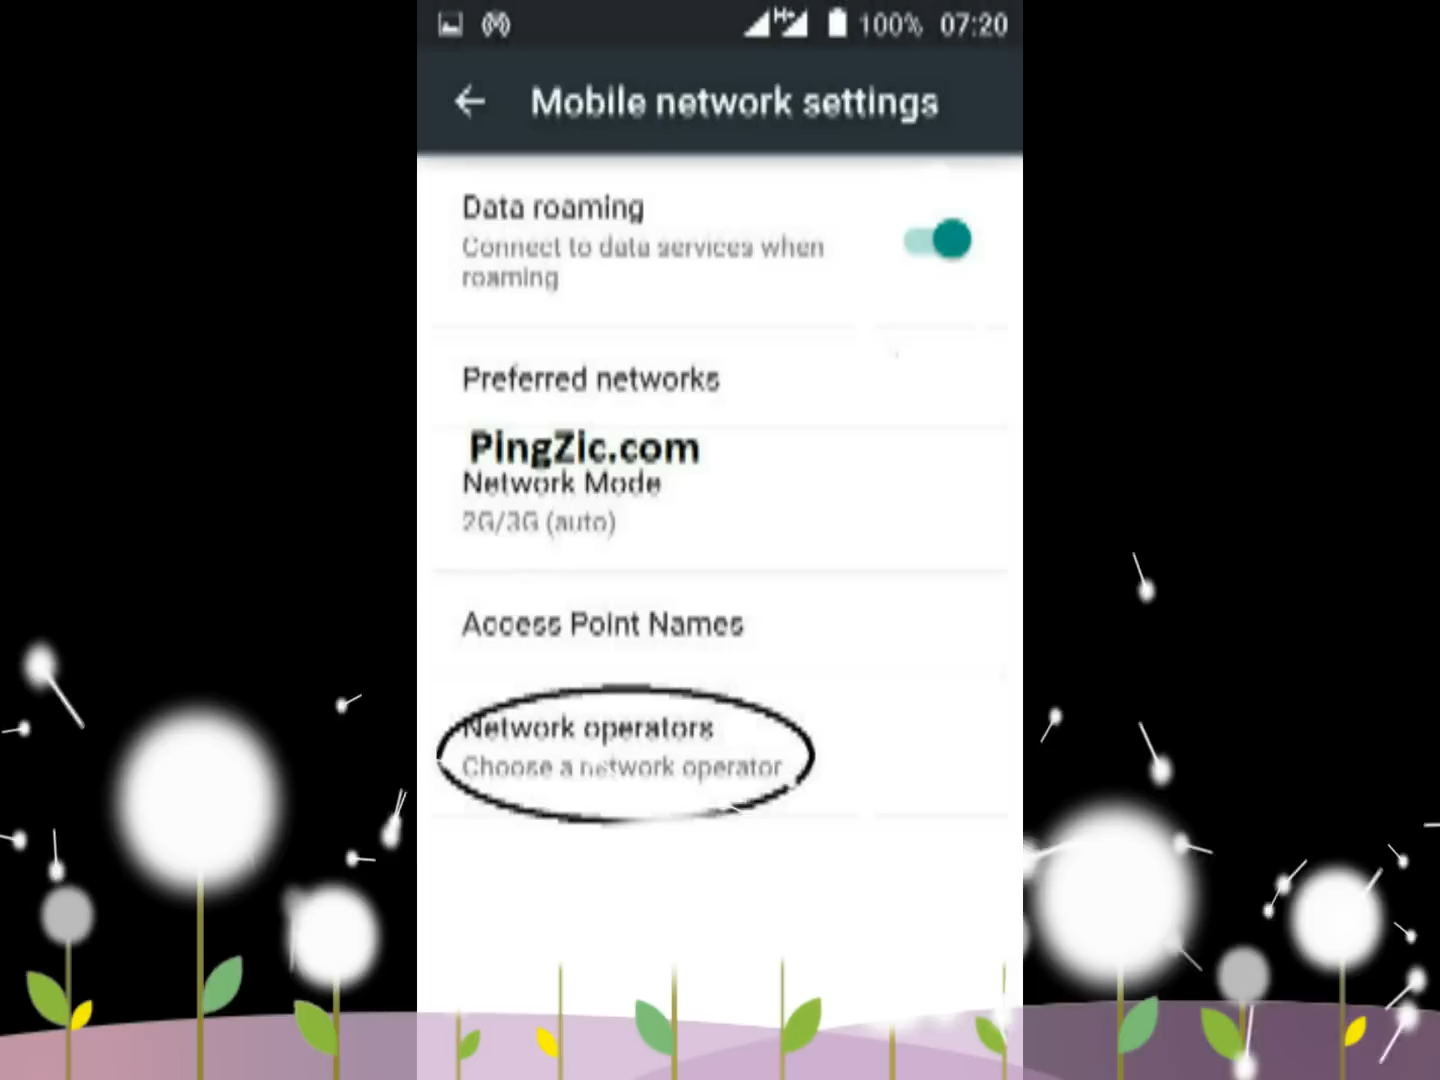 H+ 100% 07:20
Mobile network settings
Data roaming
Connect to data services when
roaming
Preferred networks
PingZic.com
Network Mode
2G/3G (auto)
Access Point Names
Network operators
Choose a network operator